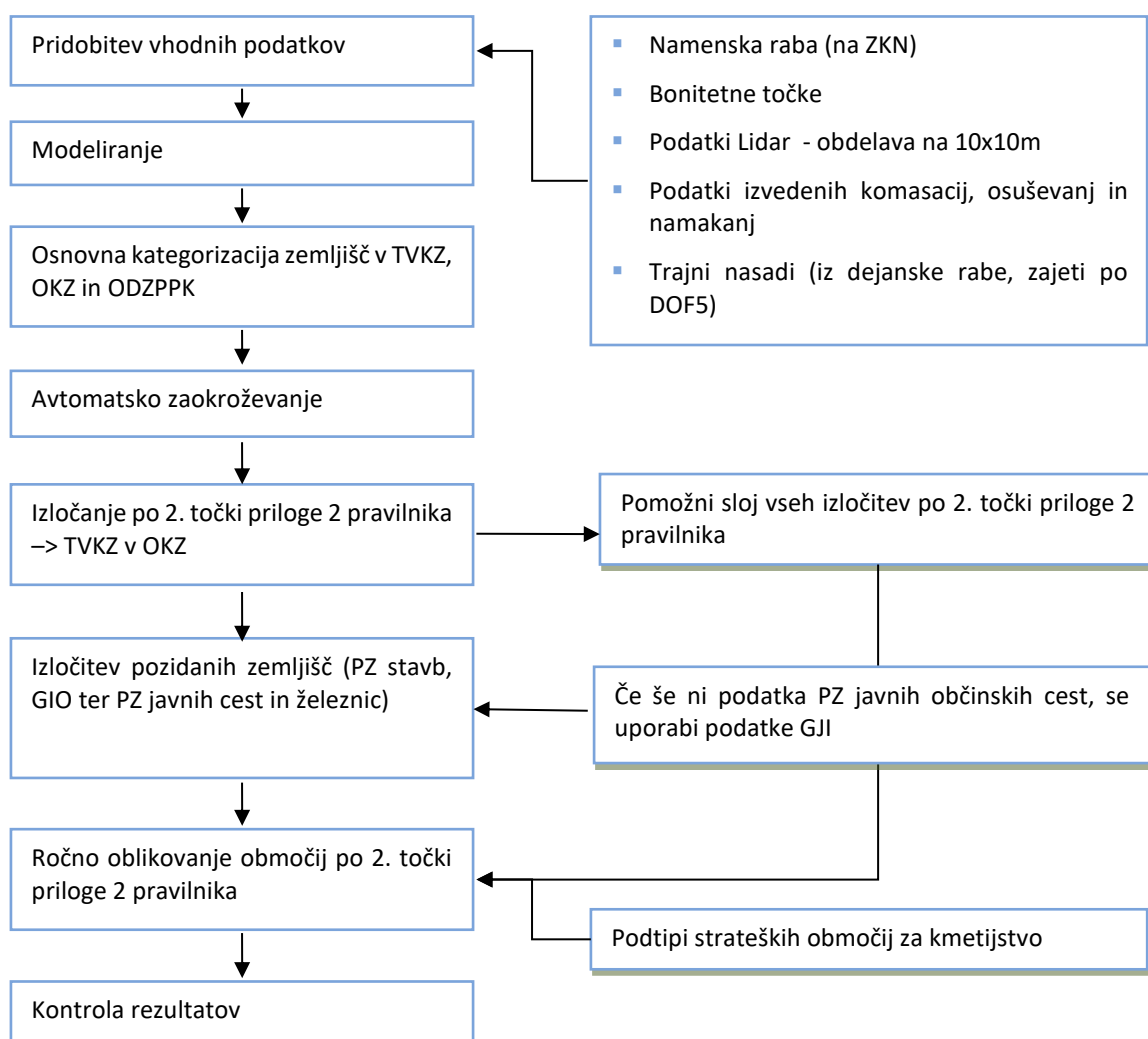 Pridobitev vhodnih podatkov
Modeliranje
Osnovna kategorizacija zemljišč v TVKZ,
OKZ in ODZPPK
Avtomatsko zaokroževanje
Izločanje po 2. točki priloge 2 pravilnika
–> TVKZ v OKZ
Izločitev pozidanih zemljišč (PZ stavb,
GIO ter PZ javnih cest in železnic)
Ročno oblikovanje območij po 2. točki
priloge 2 pravilnika
Kontrola rezultatov
▪ Namenska raba (na ZKN)
▪ Bonitetne točke
▪ Podatki Lidar - obdelava na 10x10m
▪ Podatki izvedenih komasacij, osuševanj in
namakanj
▪ Trajni nasadi (iz dejanske rabe, zajeti po
DOF5)
Pomožni sloj vseh izločitev po 2. točki priloge 2
pravilnika
Če še ni podatka PZ javnih občinskih cest, se
uporabi podatke GJI
Podtipi strateških območij za kmetijstvo